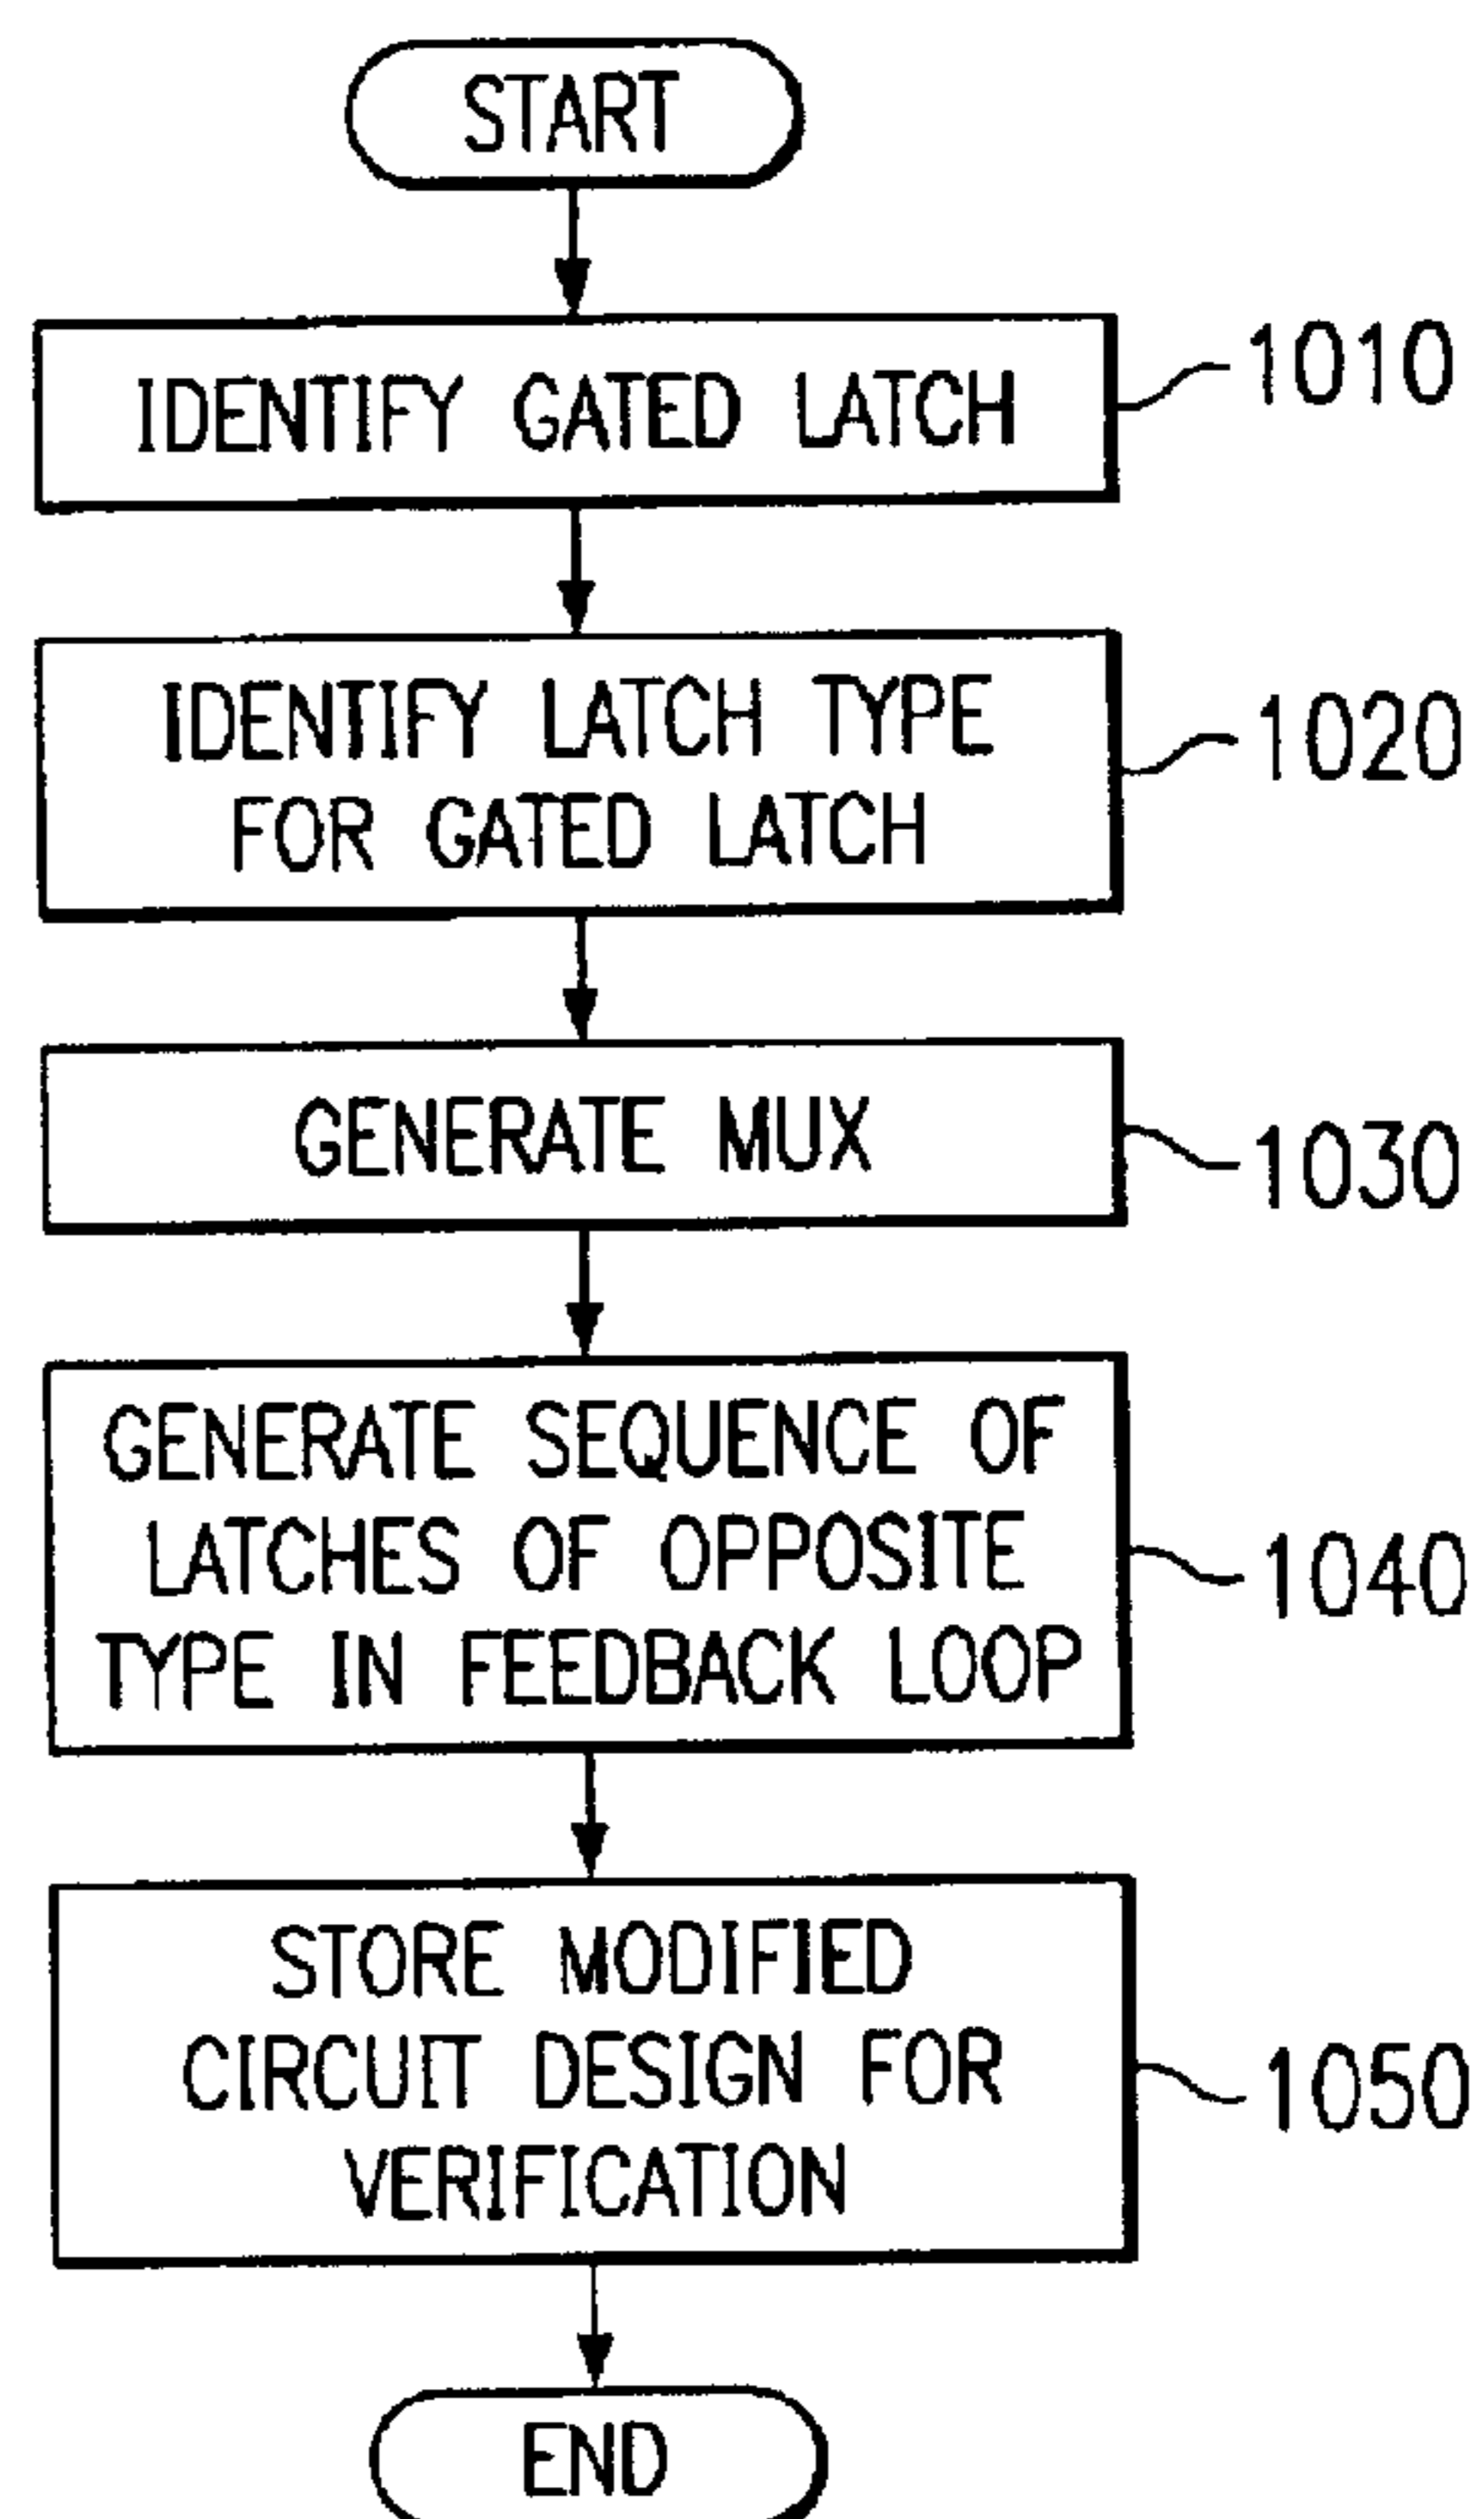 START
IDENTIFY GATED LATCH
1010
IDENTIFY LATCH TYPE
FOR GATED LATCH
1020
GENERATE MUX
1030
GENERATE SEQUENCE OF
LATCHES OF OPPOSITE
TYPE IN FEEDBACK LOOP
1040
STORE MODIFIED
CIRCUIT DESIGN FOR
VERIFICATION
1050
END